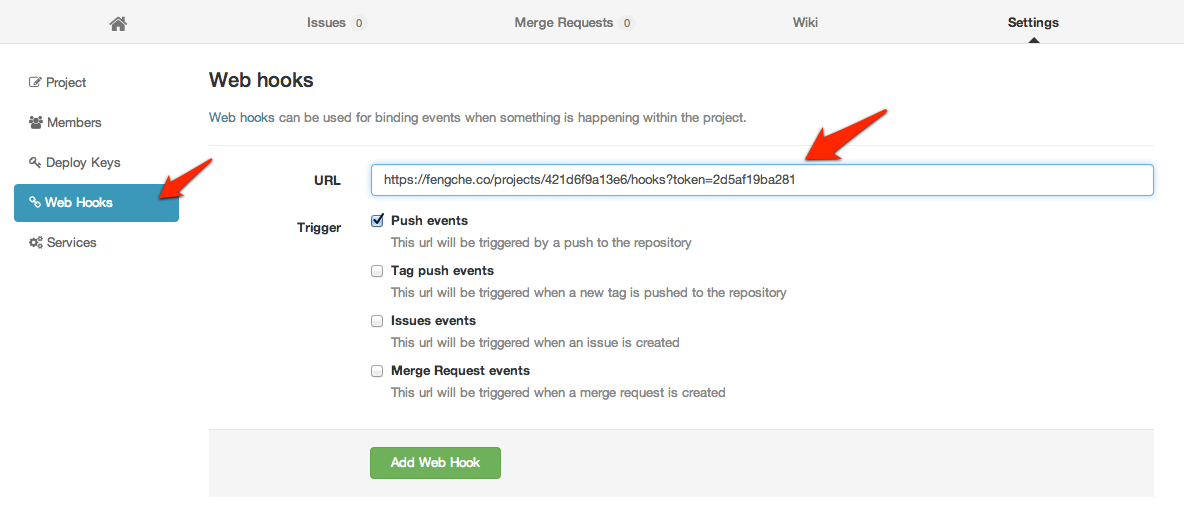 Issues 0 Merge Requests 0 Wiki Settings
Project
Members
Deploy Keys
Web Hooks
Services
Web hooks
Web hooks can be used for binding events when something is happening within the project.
URL https://fengche.co/projects/421d6f9a13e6/hooks?token=2d5af19ba281
Trigger Push events
This url will be triggered by a push to the repository
Tag push events
This url will be triggered when a new tag is pushed to the repository
Issues events
This url will be triggered when an issue is created
Merge Request events
This url will be triggered when a merge request is created
Add Web Hook